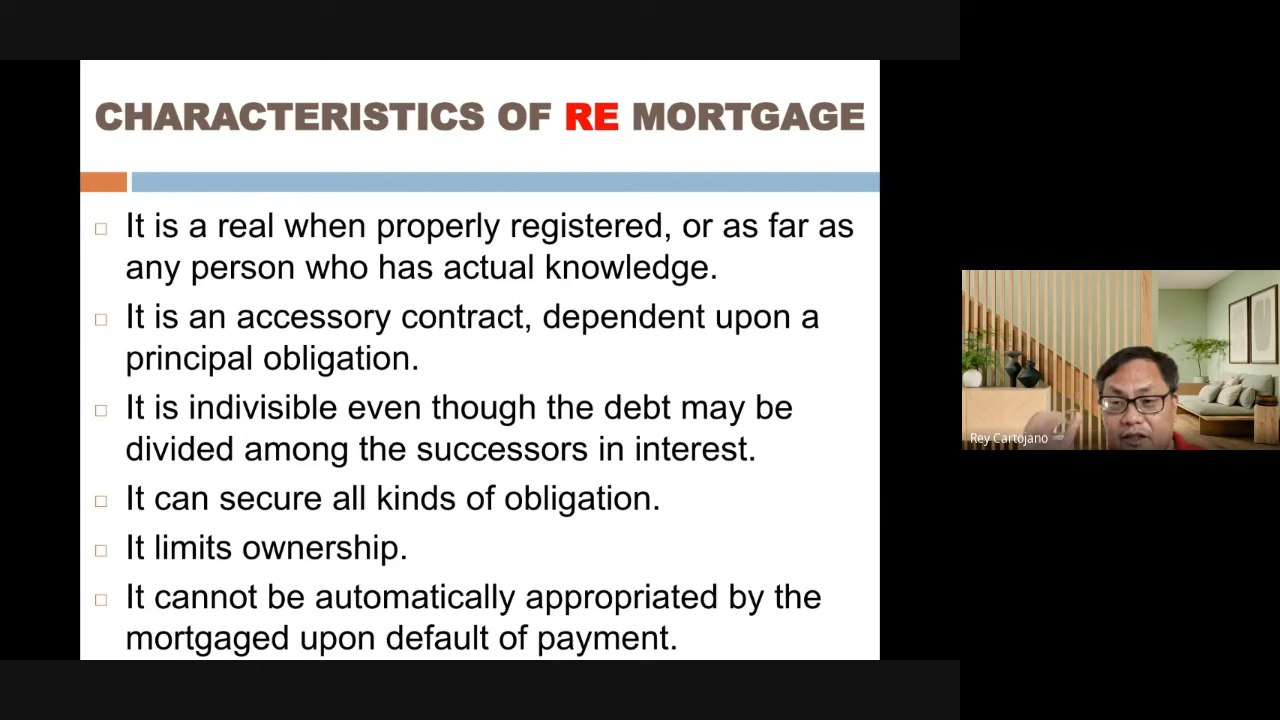 CHARACTERISTICS OF RE MORTGAGE
It is a real when properly registered, or as far as
any person who has actual knowledge.
It is an accessory contract, dependent upon a
principal obligation.
It is indivisible even though the debt may be
divided among the successors in interest.
It can secure all kinds of obligation.
It limits ownership.
It cannot be automatically appropriated by the
mortgaged upon default of payment.
Rey Cartojano